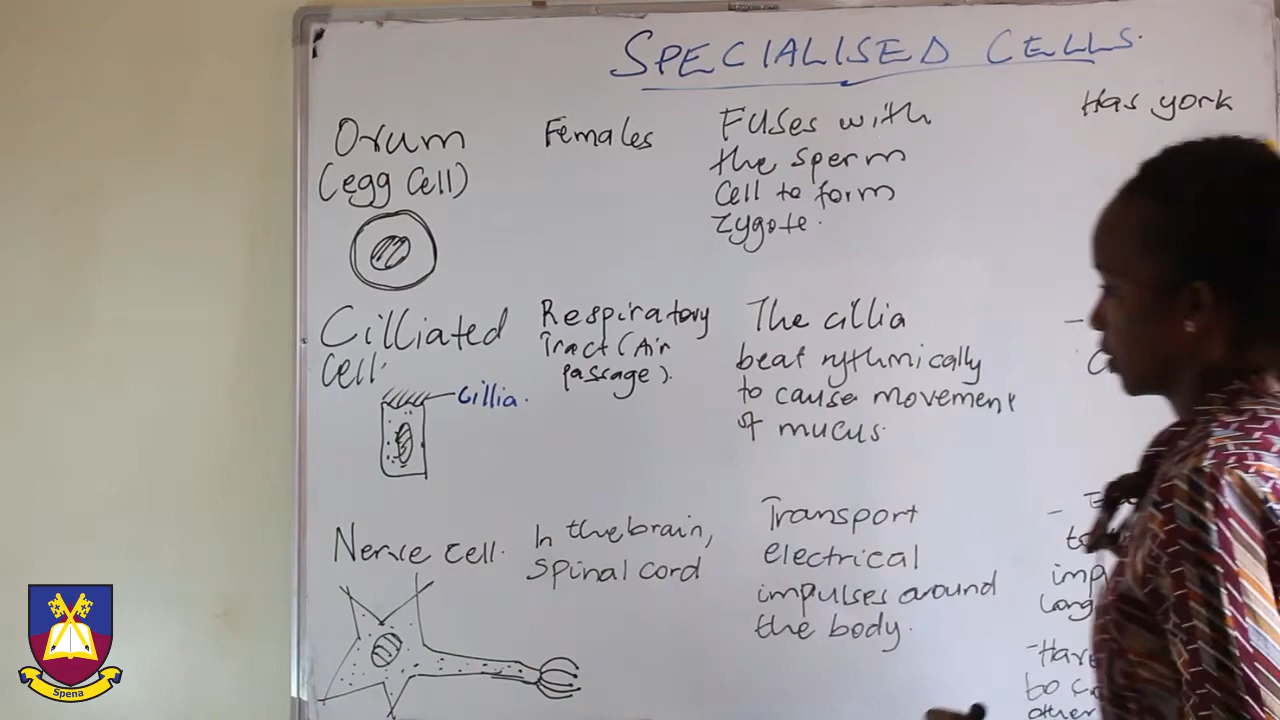 SPECIALISED CELLS.
Ovum
(egg cell)
Females
Fuses with
the sperm
cell to form
zygote.
Has york
Cilliated
cell.
Cillia.
Respiratory
Tract (Air
passage).
The cillia
beat rythmically
to cause movement
of mucus.
Nerve cell.
In the brain,
spinal cord
Transport
electrical
impulses around
the body.
long
other
Spena